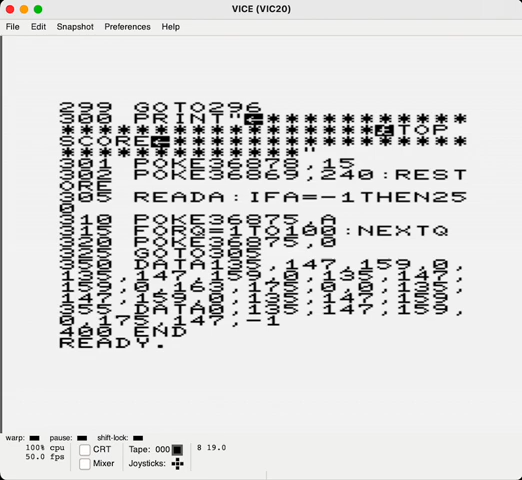 VICE (VIC20)
File Edit Snapshot Preferences Help
299 GOTO296
300 PRINT"←***********
*****************£TOP
SCORE←****************
*************"
301 POKE36878,15
302 POKE36869,240:REST
ORE
305 READA:IFA=-1THEN25
0
310 POKE36875,A
315 FORQ=1TO100:NEXTQ
320 POKE36875,0
325 GOTO305
350 DATA135,147,159,0,
135,147,159,0,135,147,
159,0,163,175,0,0,135,
147,159,0,135,147,159
355 DATA0,135,147,159,
0,175,147,-1
400 END
READY.
warp: pause: shift-lock:
100% cpu CRT Tape: 000 8 19.0
50.0 fps Mixer Joysticks: